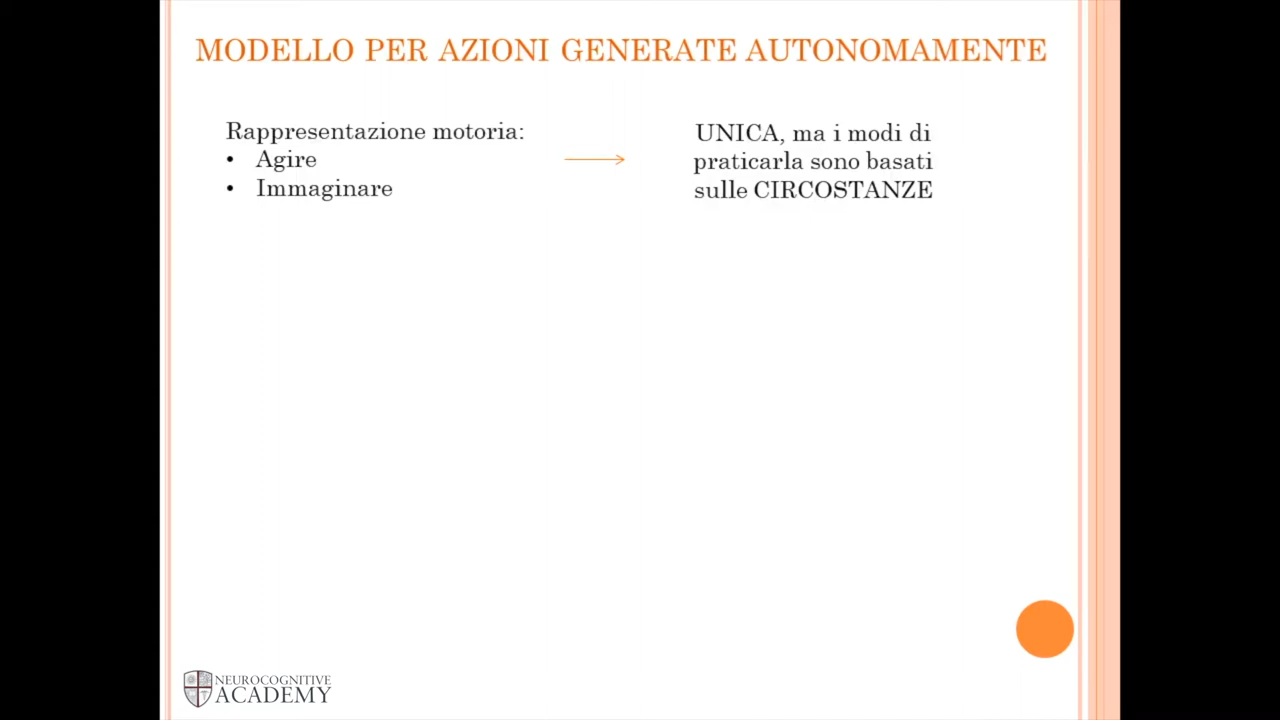 MODELLO PER AZIONI GENERATE AUTONOMAMENTE
Rappresentazione motoria:
• Agire
• Immaginare
UNICA, ma i modi di
praticarla sono basati
sulle CIRCOSTANZE
NEUROCOGNITIVE
ACADEMY